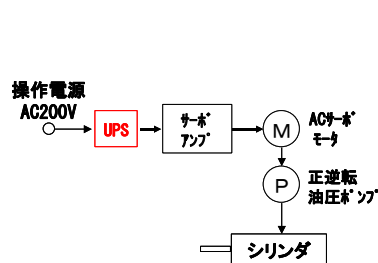 操作電源
AC200V
UPS
サーボ
アンプ
M
ACサーボ
モータ
P
正逆転
油圧ポンプ
シリンダ